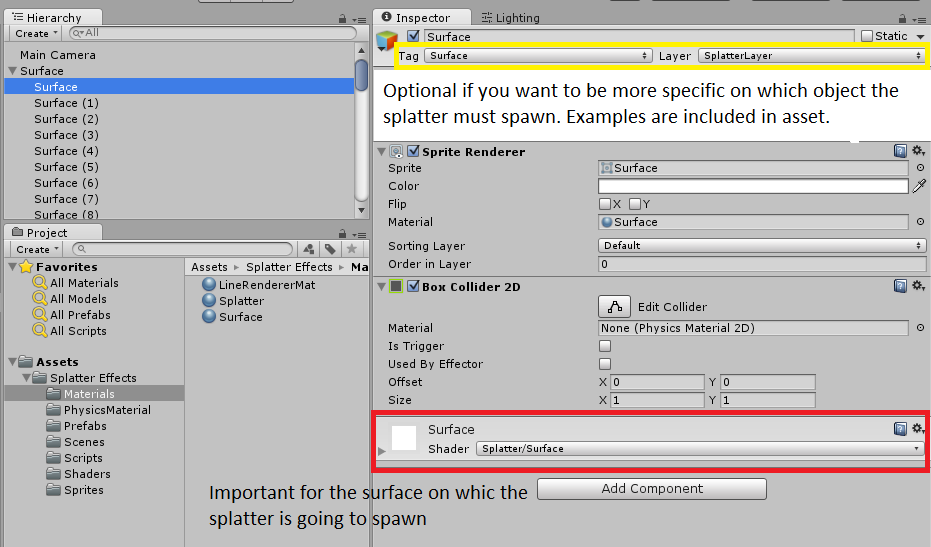 Hierarchy
Create
All
Main Camera
Surface
Surface
Surface (1)
Surface (2)
Surface (3)
Surface (4)
Surface (5)
Surface (6)
Surface (7)
Surface (8)
Project
Create
Favorites
All Materials
All Models
All Prefabs
All Scripts
Assets
Splatter Effects
Materials
PhysicsMaterial
Prefabs
Scenes
Scripts
Shaders
Sprites
Assets ▸ Splatter Effects ▸ Ma
LineRendererMat
Splatter
Surface
Inspector Lighting
Surface Static
Tag Surface Layer SplatterLayer
Optional if you want to be more specific on which object the
splatter must spawn. Examples are included in asset.
Sprite Renderer
Sprite Surface
Color
Flip X Y
Material Surface
Sorting Layer Default
Order in Layer 0
Box Collider 2D
Edit Collider
Material None (Physics Material 2D)
Is Trigger
Used By Effector
Offset X 0 Y 0
Size X 1 Y 1
Surface
Shader Splatter/Surface
Add Component
Important for the surface on whic the
splatter is going to spawn